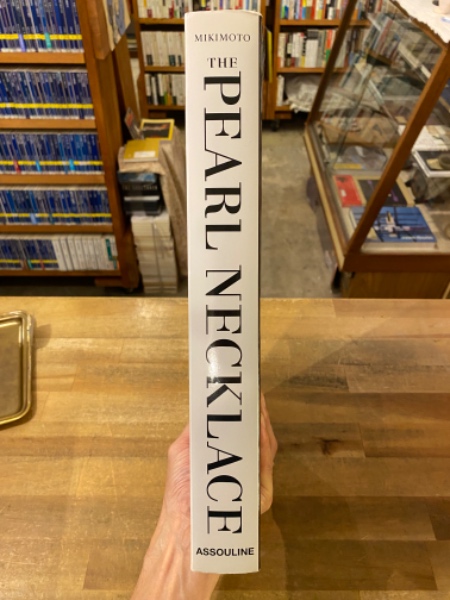 MIKIMOTO
THE
PEARL NECKLACE
ASSOULINE